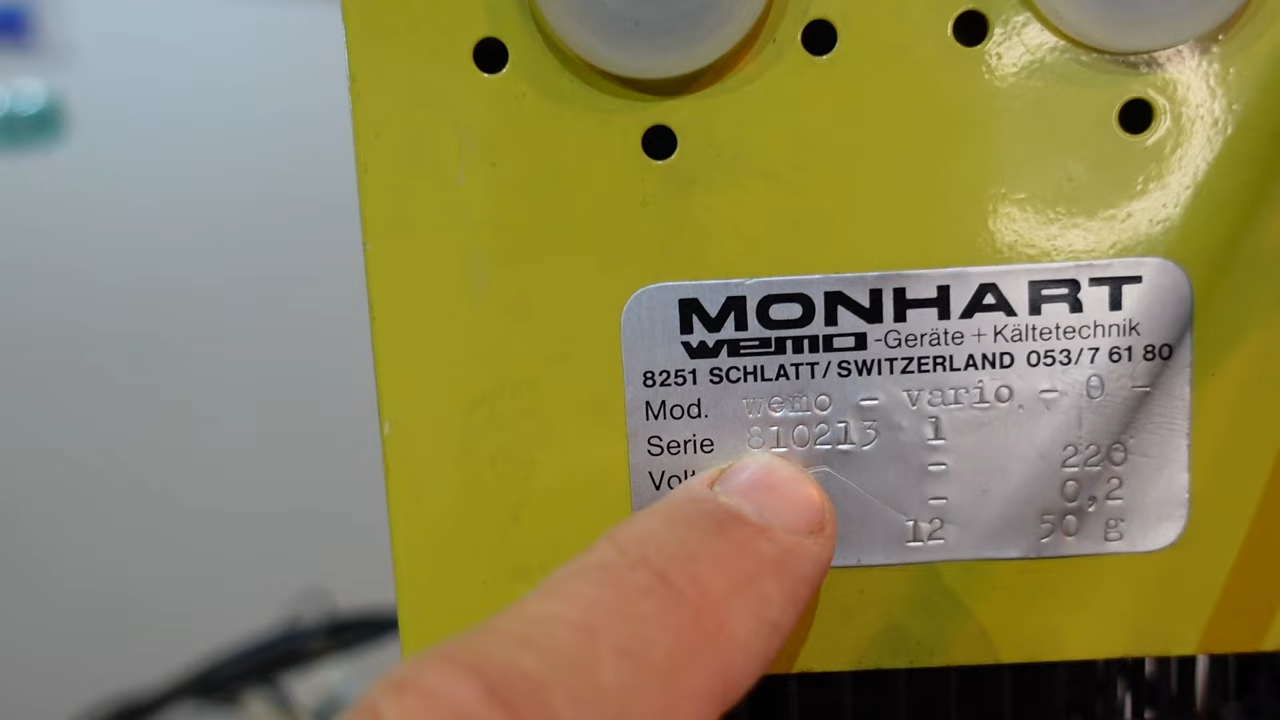 MONHART
wemo-Geräte + Kältetechnik
8251 SCHLATT/SWITZERLAND 053/7 61 80
Mod. wemo - vario. - 0 -
Serie 810213 1
- 220
- 0,2
12 50 g